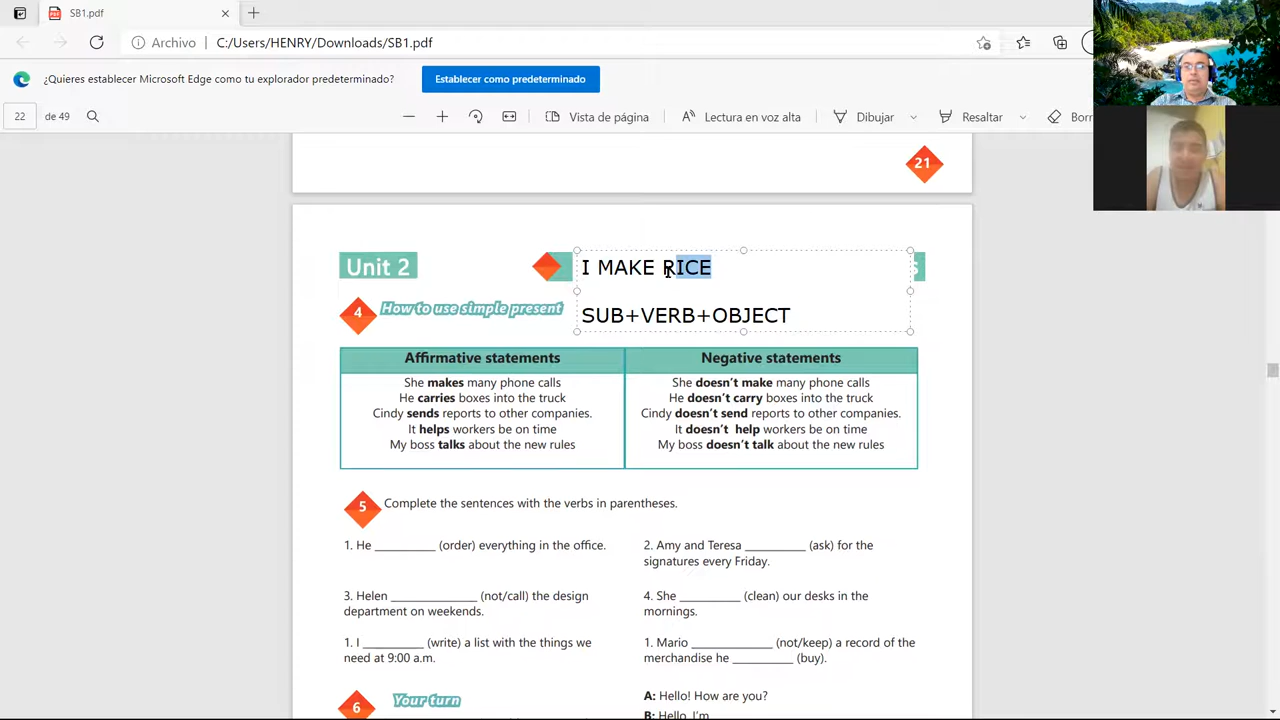 SB1.pdf
Archivo C:/Users/HENRY/Downloads/SB1.pdf
¿Quieres establecer Microsoft Edge como tu explorador predeterminado? Establecer como predeterminado
22 de 49 Vista de página Lectura en voz alta Dibujar Resaltar Borr
21
Unit 2
I MAKE RICE
s
4 How to use simple present
SUB+VERB+OBJECT
Affirmative statements
She makes many phone calls
He carries boxes into the truck
Cindy sends reports to other companies.
It helps workers be on time
My boss talks about the new rules
Negative statements
She doesn't make many phone calls
He doesn't carry boxes into the truck
Cindy doesn't send reports to other companies.
It doesn't help workers be on time
My boss doesn't talk about the new rules
5 Complete the sentences with the verbs in parentheses.
1. He __________ (order) everything in the office.
2. Amy and Teresa __________ (ask) for the
signatures every Friday.
3. Helen ______________ (not/call) the design
department on weekends.
4. She __________ (clean) our desks in the
mornings.
1. I __________ (write) a list with the things we
need at 9:00 a.m.
1. Mario _____________ (not/keep) a record of the
merchandise he __________ (buy).
6 Your turn
A: Hello! How are you?
B: Hello, I'm